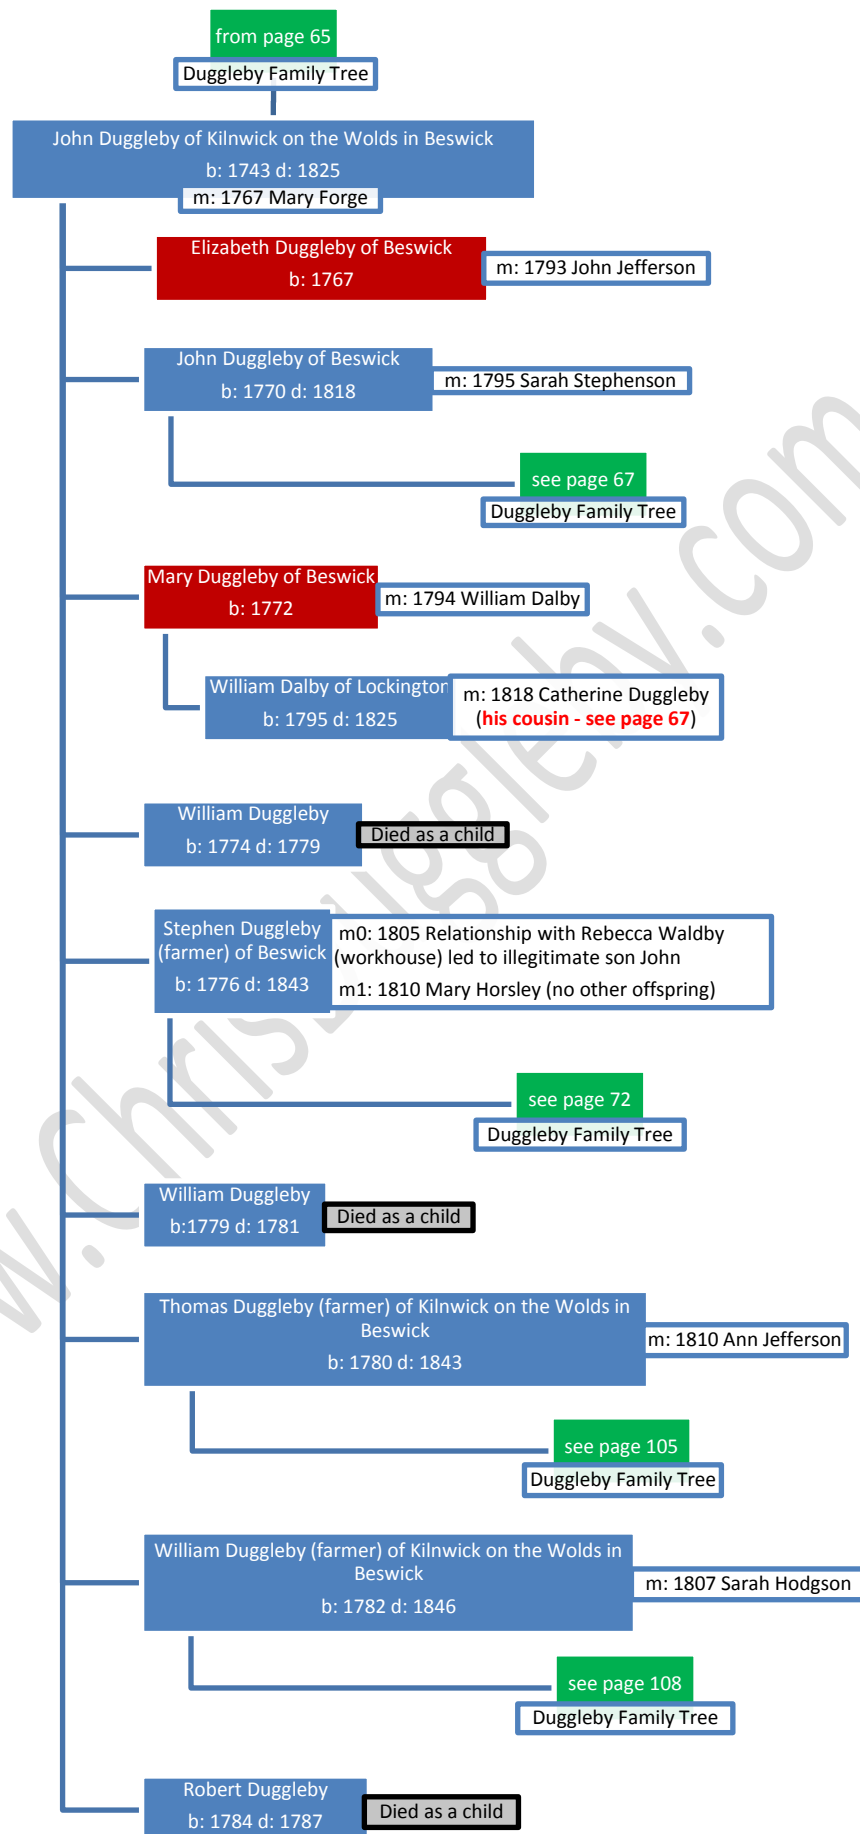 from page 65
Duggleby Family Tree
John Duggleby of Kilnwick on the Wolds in Beswick
b: 1743 d: 1825
m: 1767 Mary Forge
Elizabeth Duggleby of Beswick
b: 1767
m: 1793 John Jefferson
John Duggleby of Beswick
b: 1770 d: 1818
m: 1795 Sarah Stephenson
see page 67
Duggleby Family Tree
Mary Duggleby of Beswick
b: 1772
m: 1794 William Dalby
William Dalby of Lockington
b: 1795 d: 1825
m: 1818 Catherine Duggleby
(his cousin - see page 67)
William Duggleby
b: 1774 d: 1779
Died as a child
Stephen Duggleby
(farmer) of Beswick
b: 1776 d: 1843
m0: 1805 Relationship with Rebecca Waldby
(workhouse) led to illegitimate son John
m1: 1810 Mary Horsley (no other offspring)
see page 72
Duggleby Family Tree
William Duggleby
b:1779 d: 1781
Died as a child
Thomas Duggleby (farmer) of Kilnwick on the Wolds in
Beswick
b: 1780 d: 1843
m: 1810 Ann Jefferson
see page 105
Duggleby Family Tree
William Duggleby (farmer) of Kilnwick on the Wolds in
Beswick
b: 1782 d: 1846
m: 1807 Sarah Hodgson
see page 108
Duggleby Family Tree
Robert Duggleby
b: 1784 d: 1787
Died as a child